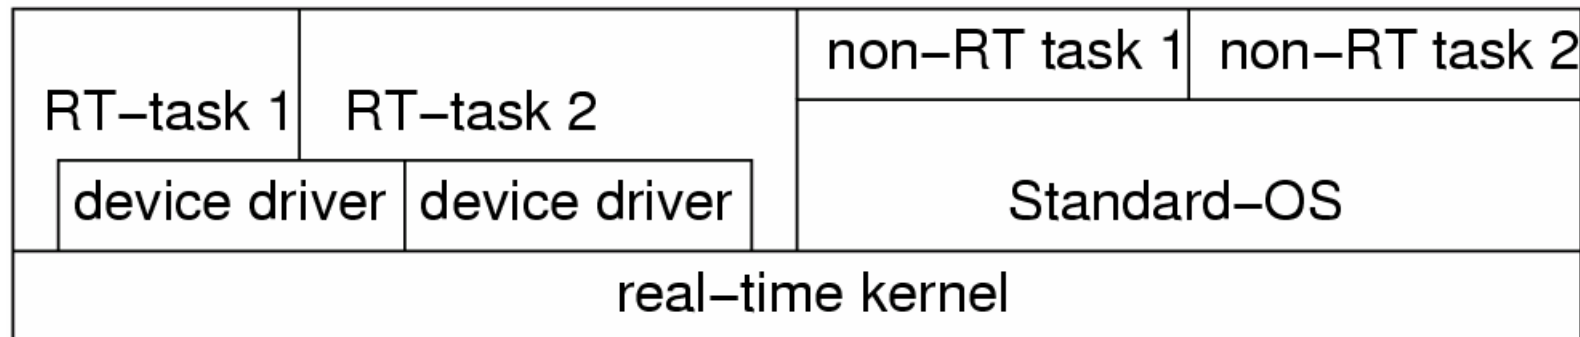 non–RT task 1
non–RT task 2
RT–task 1
RT–task 2
device driver
device driver
Standard–OS
real–time kernel